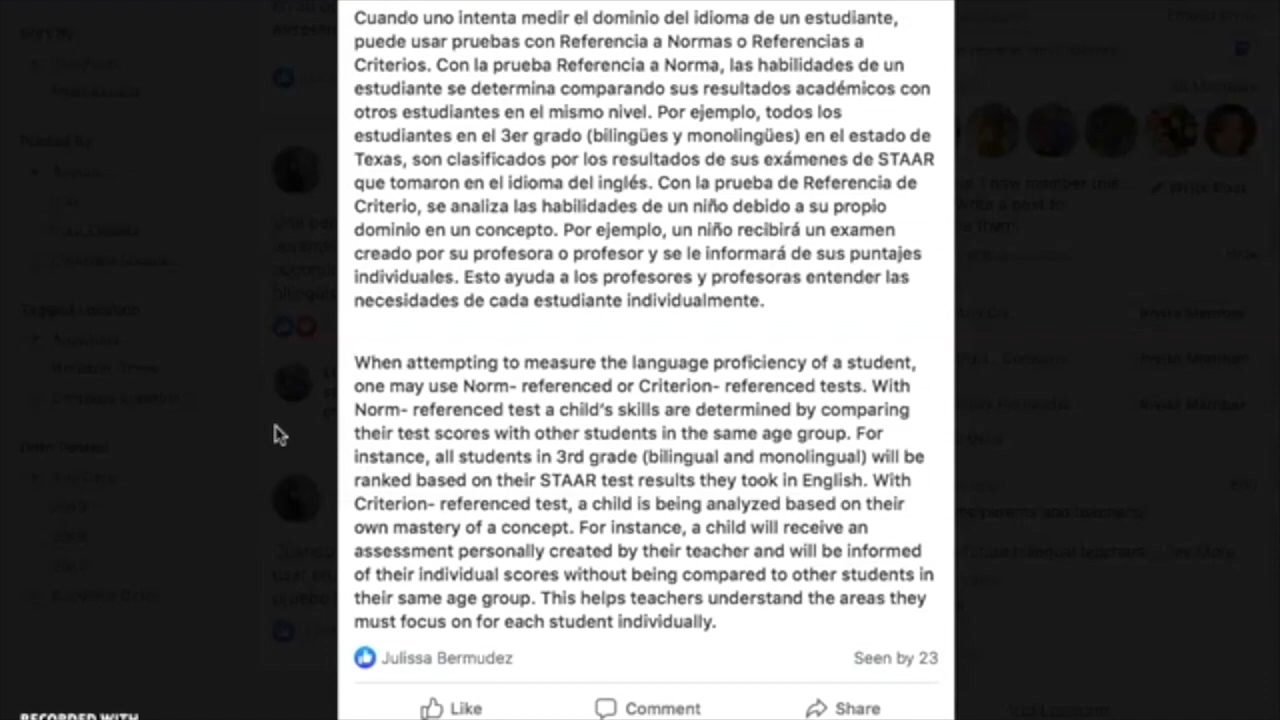 Cuando uno intenta medir el dominio del idioma de un estudiante,
puede usar pruebas con Referencia a Normas o Referencias a
Criterios. Con la prueba Referencia a Norma, las habilidades de un
estudiante se determina comparando sus resultados académicos con
otros estudiantes en el mismo nivel. Por ejemplo, todos los
estudiantes en el 3er grado (bilingües y monolingües) en el estado de
Texas, son clasificados por los resultados de sus exámenes de STAAR
que tomaron en el idioma del inglés. Con la prueba de Referencia de
Criterio, se analiza las habilidades de un niño debido a su propio
dominio en un concepto. Por ejemplo, un niño recibirá un examen
creado por su profesora o profesor y se le informará de sus puntajes
individuales. Esto ayuda a los profesores y profesoras entender las
necesidades de cada estudiante individualmente.
When attempting to measure the language proficiency of a student,
one may use Norm- referenced or Criterion- referenced tests. With
Norm- referenced test a child's skills are determined by comparing
their test scores with other students in the same age group. For
instance, all students in 3rd grade (bilingual and monolingual) will be
ranked based on their STAAR test results they took in English. With
Criterion- referenced test, a child is being analyzed based on their
own mastery of a concept. For instance, a child will receive an
assessment personally created by their teacher and will be informed
of their individual scores without being compared to other students in
their same age group. This helps teachers understand the areas they
must focus on for each student individually.
Julissa Bermudez Seen by 23
Like Comment Share
RECORDED WITH